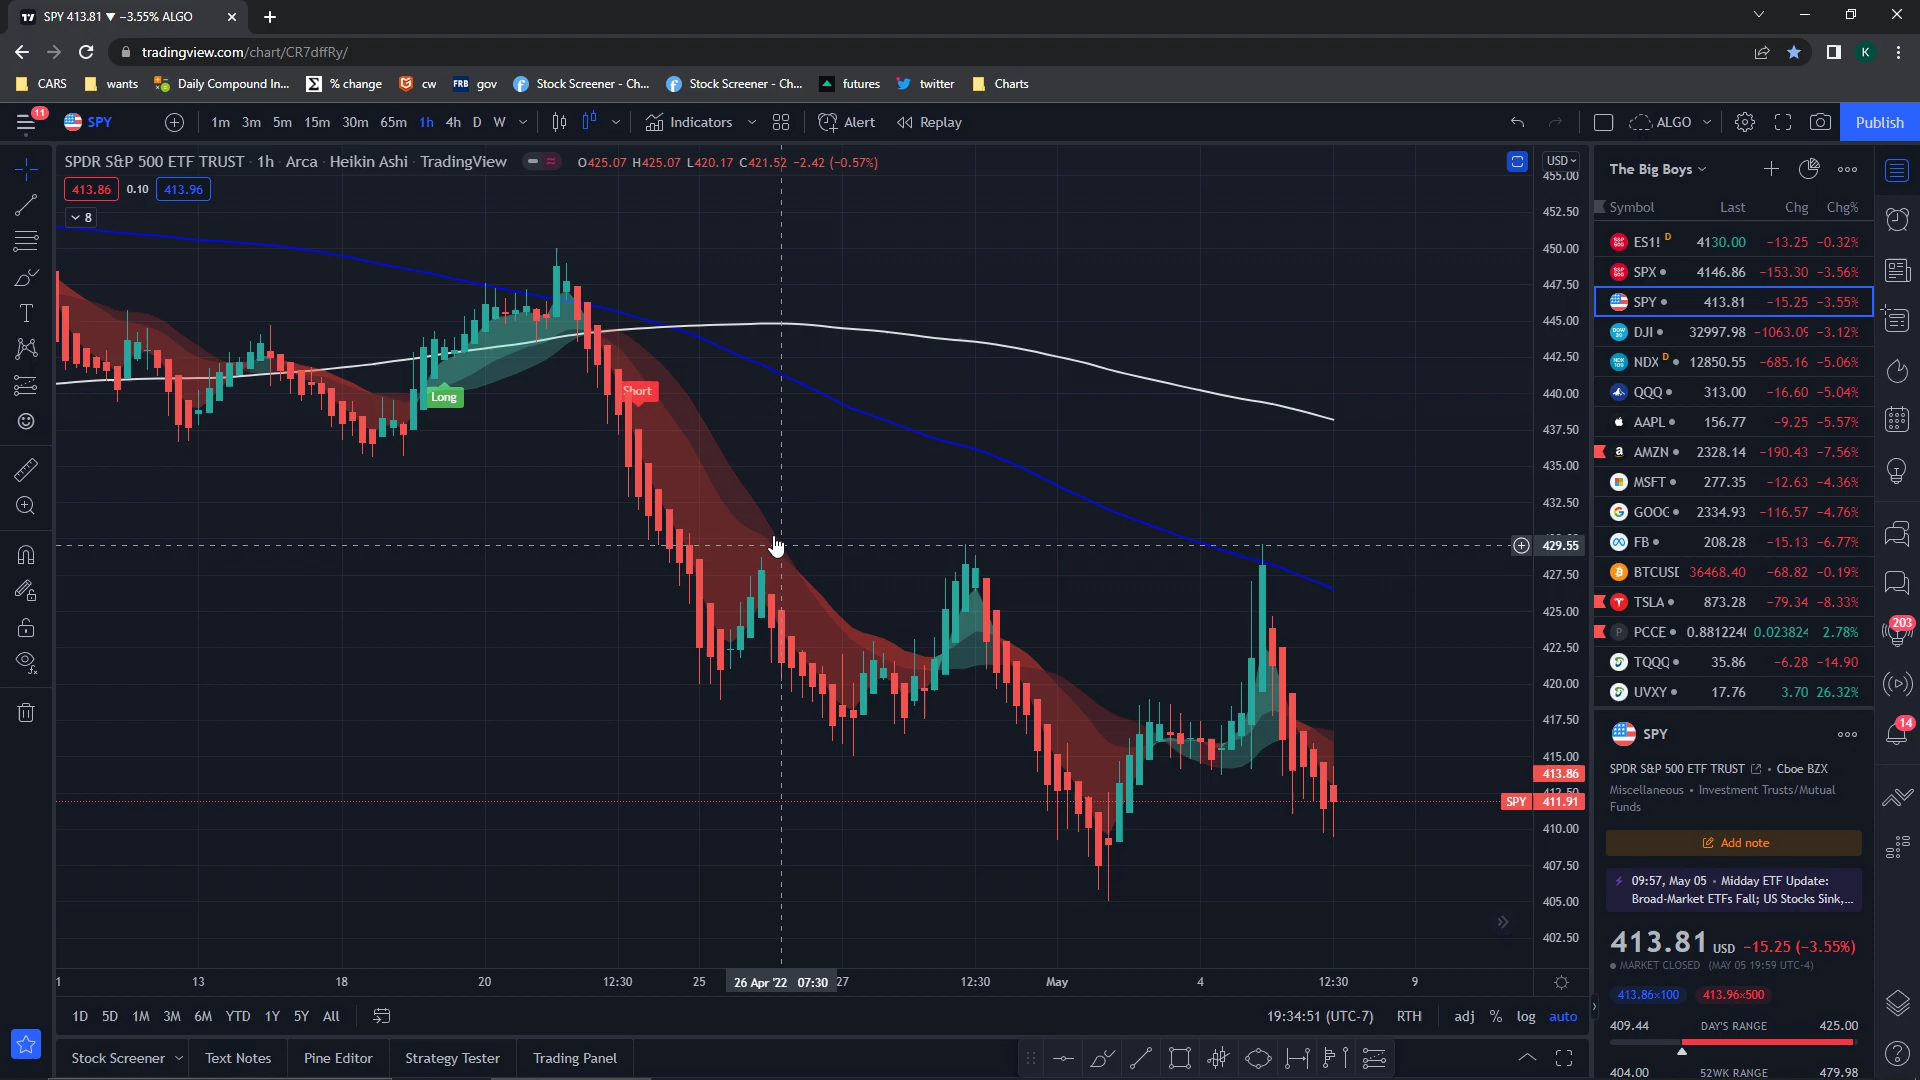 SPY 413.81 ▼ −3.55% ALGO
tradingview.com/chart/CR7dffRy/
K
CARS wants Daily Compound In... % change cw FRB gov Stock Screener - Ch... Stock Screener - Ch... futures twitter Charts
11 SPY 1m 3m 5m 15m 30m 65m 1h 4h D W Indicators Alert Replay ALGO Publish
SPDR S&P 500 ETF TRUST · 1h · Arca · Heikin Ashi · TradingView O425.07 H425.07 L420.17 C421.52 −2.42 (−0.57%)
413.86 0.10 413.96
8
Long
Short
USD
455.00
452.50
450.00
447.50
445.00
442.50
440.00
437.50
435.00
432.50
429.55
427.50
425.00
422.50
420.00
417.50
415.00
413.86
SPY 411.91
410.00
407.50
405.00
402.50
13 18 20 12:30 25 26 Apr '22 07:30 27 12:30 May 4 12:30 9
1D 5D 1M 3M 6M YTD 1Y 5Y All
19:34:51 (UTC-7) RTH adj % log auto
Stock Screener Text Notes Pine Editor Strategy Tester Trading Panel
The Big Boys
Symbol Last Chg Chg%
ES1! D 4130.00 −13.25 −0.32%
SPX 4146.86 −153.30 −3.56%
SPY 413.81 −15.25 −3.55%
DJI 32997.98 −1063.09 −3.12%
NDX D 12850.55 −685.16 −5.06%
QQQ 313.00 −16.60 −5.04%
AAPL 156.77 −9.25 −5.57%
AMZN 2328.14 −190.43 −7.56%
MSFT 277.35 −12.63 −4.36%
GOOG 2334.93 −116.57 −4.76%
FB 208.28 −15.13 −6.77%
BTCUSD 36468.40 −68.82 −0.19%
TSLA 873.28 −79.34 −8.33%
PCCE 0.8812240 0.023824 2.78%
TQQQ 35.86 −6.28 −14.90
UVXY 17.76 3.70 26.32%
203
14
SPY
SPDR S&P 500 ETF TRUST • Cboe BZX
Miscellaneous • Investment Trusts/Mutual
Funds
Add note
09:57, May 05 • Midday ETF Update:
Broad-Market ETFs Fall; US Stocks Sink,...
413.81 USD −15.25 (−3.55%)
MARKET CLOSED (MAY 05 19:59 UTC-4)
413.86×100 413.96×500
409.44 DAY'S RANGE 425.00
404.00 52WK RANGE 479.98